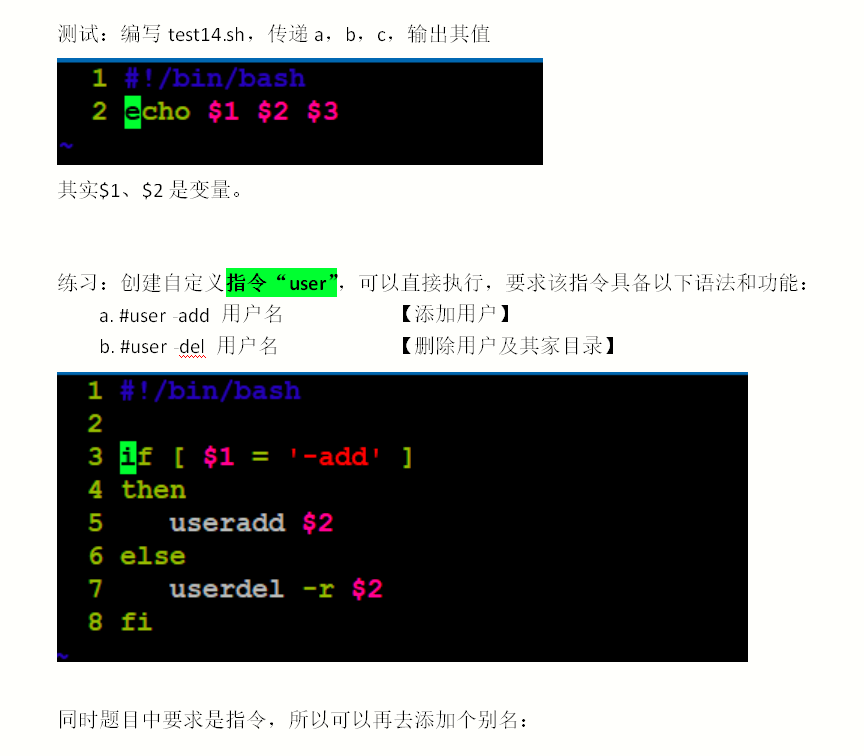 测试：编写 test14.sh，传递 a，b，c，输出其值
1 #!/bin/bash
2 echo $1 $2 $3
~
其实$1、$2 是变量。
练习：创建自定义指令“user”，可以直接执行，要求该指令具备以下语法和功能：
a. #user -add 用户名 【添加用户】
b. #user -del 用户名 【删除用户及其家目录】
1 #!/bin/bash
2
3 if [ $1 = '-add' ]
4 then
5 useradd $2
6 else
7 userdel -r $2
8 fi
~
同时题目中要求是指令，所以可以再去添加个别名：